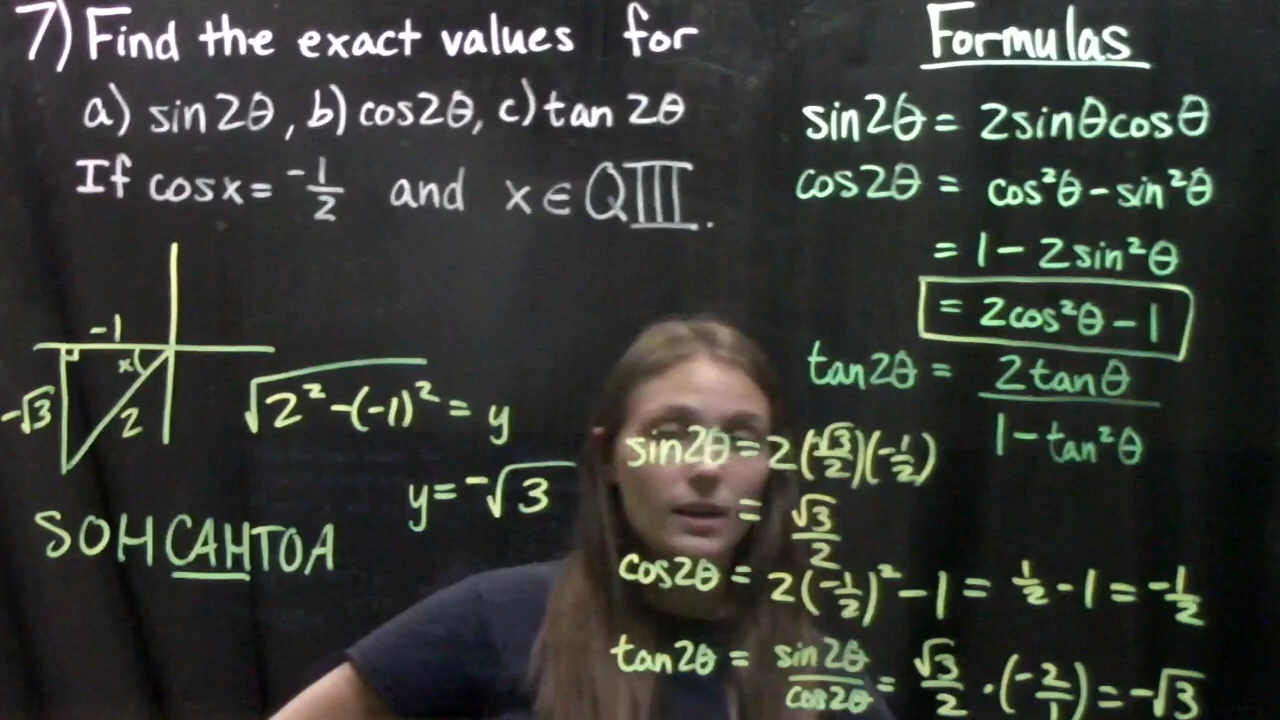 7) Find the exact values for
a) sin2θ, b) cos2θ, c) tan 2θ
If cosx = -1/2 and x ∈ QIII.
-1
x
-√3
2
√(2² - (-1)²) = y
y = -√3
SOHCAHTOA
Formulas
sin2θ = 2sinθcosθ
cos2θ = cos²θ - sin²θ
= 1 - 2sin²θ
= 2cos²θ - 1
tan2θ = 2tanθ / 1 - tan²θ
sin2θ = 2(-√3/2)(-1/2)
= √3/2
cos2θ = 2(-1/2)² - 1 = 1/2 - 1 = -1/2
tan2θ = sin2θ/cos2θ = √3/2 · (-2/1) = -√3